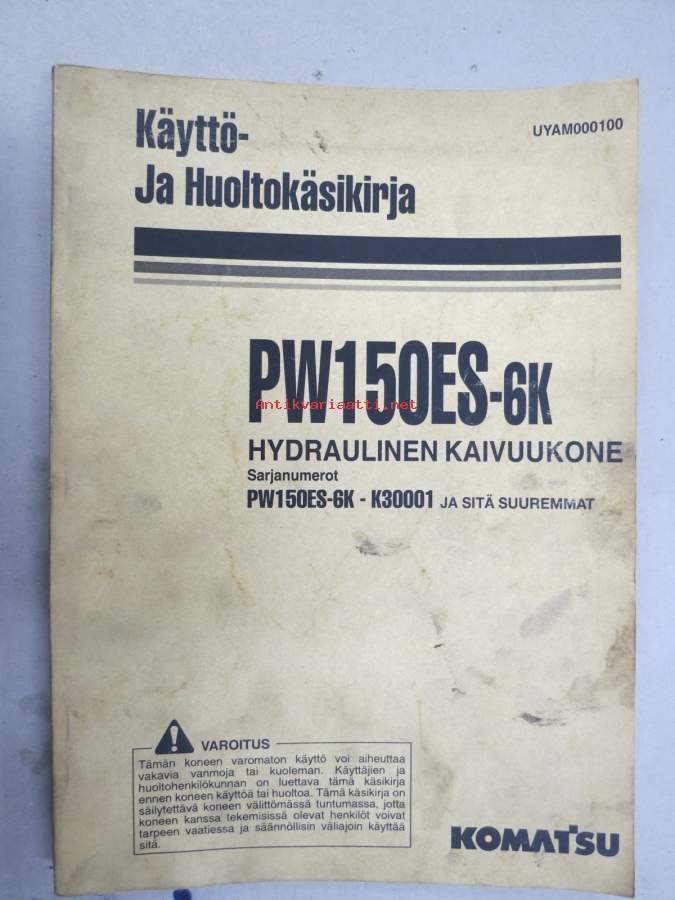 Käyttö-
Ja Huoltokäsikirja
UYAM000100
PW150ES-6K
Antikvariaatti.net
HYDRAULINEN KAIVUUKONE
Sarjanumerot
PW150ES-6K - K30001 JA SITÄ SUUREMMAT
VAROITUS
Tämän koneen varomaton käyttö voi aiheuttaa
vakavia vanmoja tai kuoleman. Käyttäjien ja
huoltohenkilökunnan on luettava tämä käsikirja
ennen koneen käyttöä tai huoltoa. Tämä käsikirja on
säilytettävä koneen välittömässä tuntumassa, jotta
koneen kanssa tekemisissä olevat henkilöt voivat
tarpeen vaatiessa ja säännöllisin väliajoin käyttää
sitä.
KOMATSU